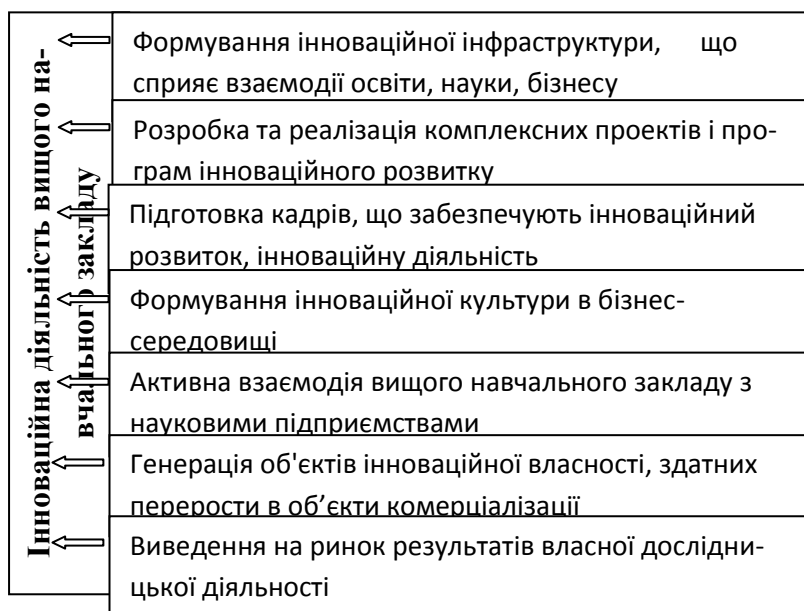 Інноваційна діяльність вищого на-
вчального закладу
Формування інноваційної інфраструктури, що
сприяє взаємодії освіти, науки, бізнесу
Розробка та реалізація комплексних проектів і про-
грам інноваційного розвитку
Підготовка кадрів, що забезпечують інноваційний
розвиток, інноваційну діяльність
Формування інноваційної культури в бізнес-
середовищі
Активна взаємодія вищого навчального закладу з
науковими підприємствами
Генерація об'єктів інноваційної власності, здатних
перерости в об’єкти комерціалізації
Виведення на ринок результатів власної дослідни-
цької діяльності